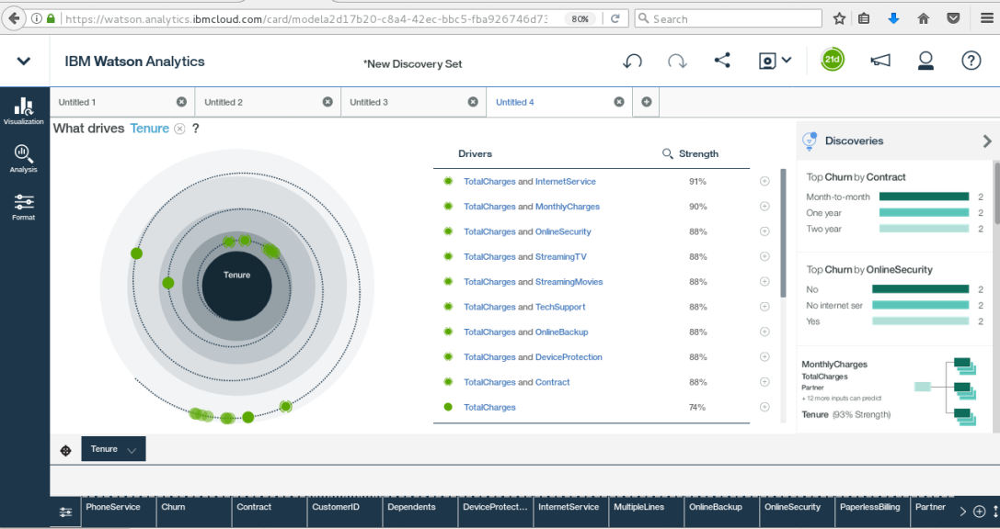 https://watson.analytics.ibmcloud.com/card/modela2d17b20-c8a4-42ec-bbc5-fba926746d73
80%
Search
IBM Watson Analytics
*New Discovery Set
21d
?
Untitled 1
Untitled 2
Untitled 3
Untitled 4
Visualization
Analysis
Format
What drives Tenure ?
Tenure
Drivers Strength
TotalCharges and InternetService 91%
TotalCharges and MonthlyCharges 90%
TotalCharges and OnlineSecurity 88%
TotalCharges and StreamingTV 88%
TotalCharges and StreamingMovies 88%
TotalCharges and TechSupport 88%
TotalCharges and OnlineBackup 88%
TotalCharges and DeviceProtection 88%
TotalCharges and Contract 88%
TotalCharges 74%
Discoveries
Top Churn by Contract
Month-to-month 2
One year 2
Two year 2
Top Churn by OnlineSecurity
No 2
No internet ser 2
Yes 2
MonthlyCharges
TotalCharges
Partner
+ 12 more inputs can predict
Tenure (93% Strength)
Tenure
PhoneService
Churn
Contract
CustomerID
Dependents
DeviceProtect...
InternetService
MultipleLines
OnlineBackup
OnlineSecurity
PaperlessBilling
Partner